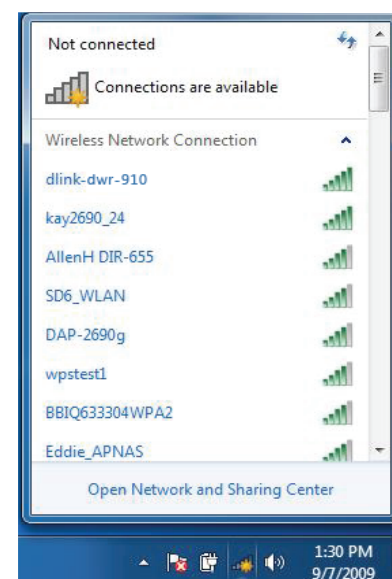 Not connected
Connections are available
Wireless Network Connection
dlink-dwr-910
kay2690_24
AllenH DIR-655
SD6_WLAN
DAP-2690g
wpstest1
BBIQ633304WPA2
Eddie_APNAS
Open Network and Sharing Center
1:30 PM
9/7/2009